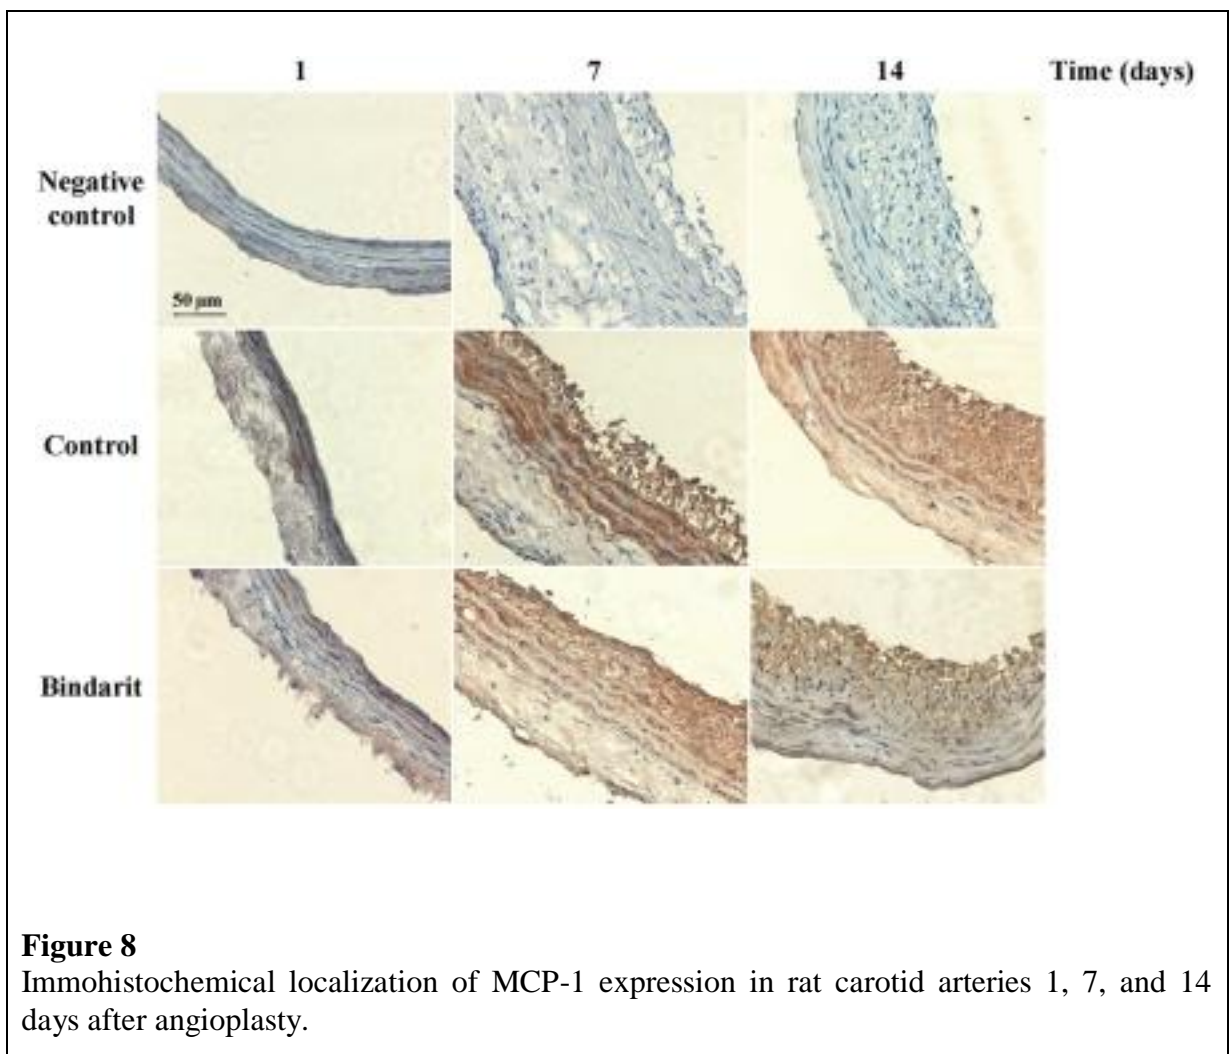 1 7 14 Time (days)
Negative
control
50 µm
Control
Bindarit
Figure 8
Immohistochemical localization of MCP-1 expression in rat carotid arteries 1, 7, and 14
days after angioplasty.